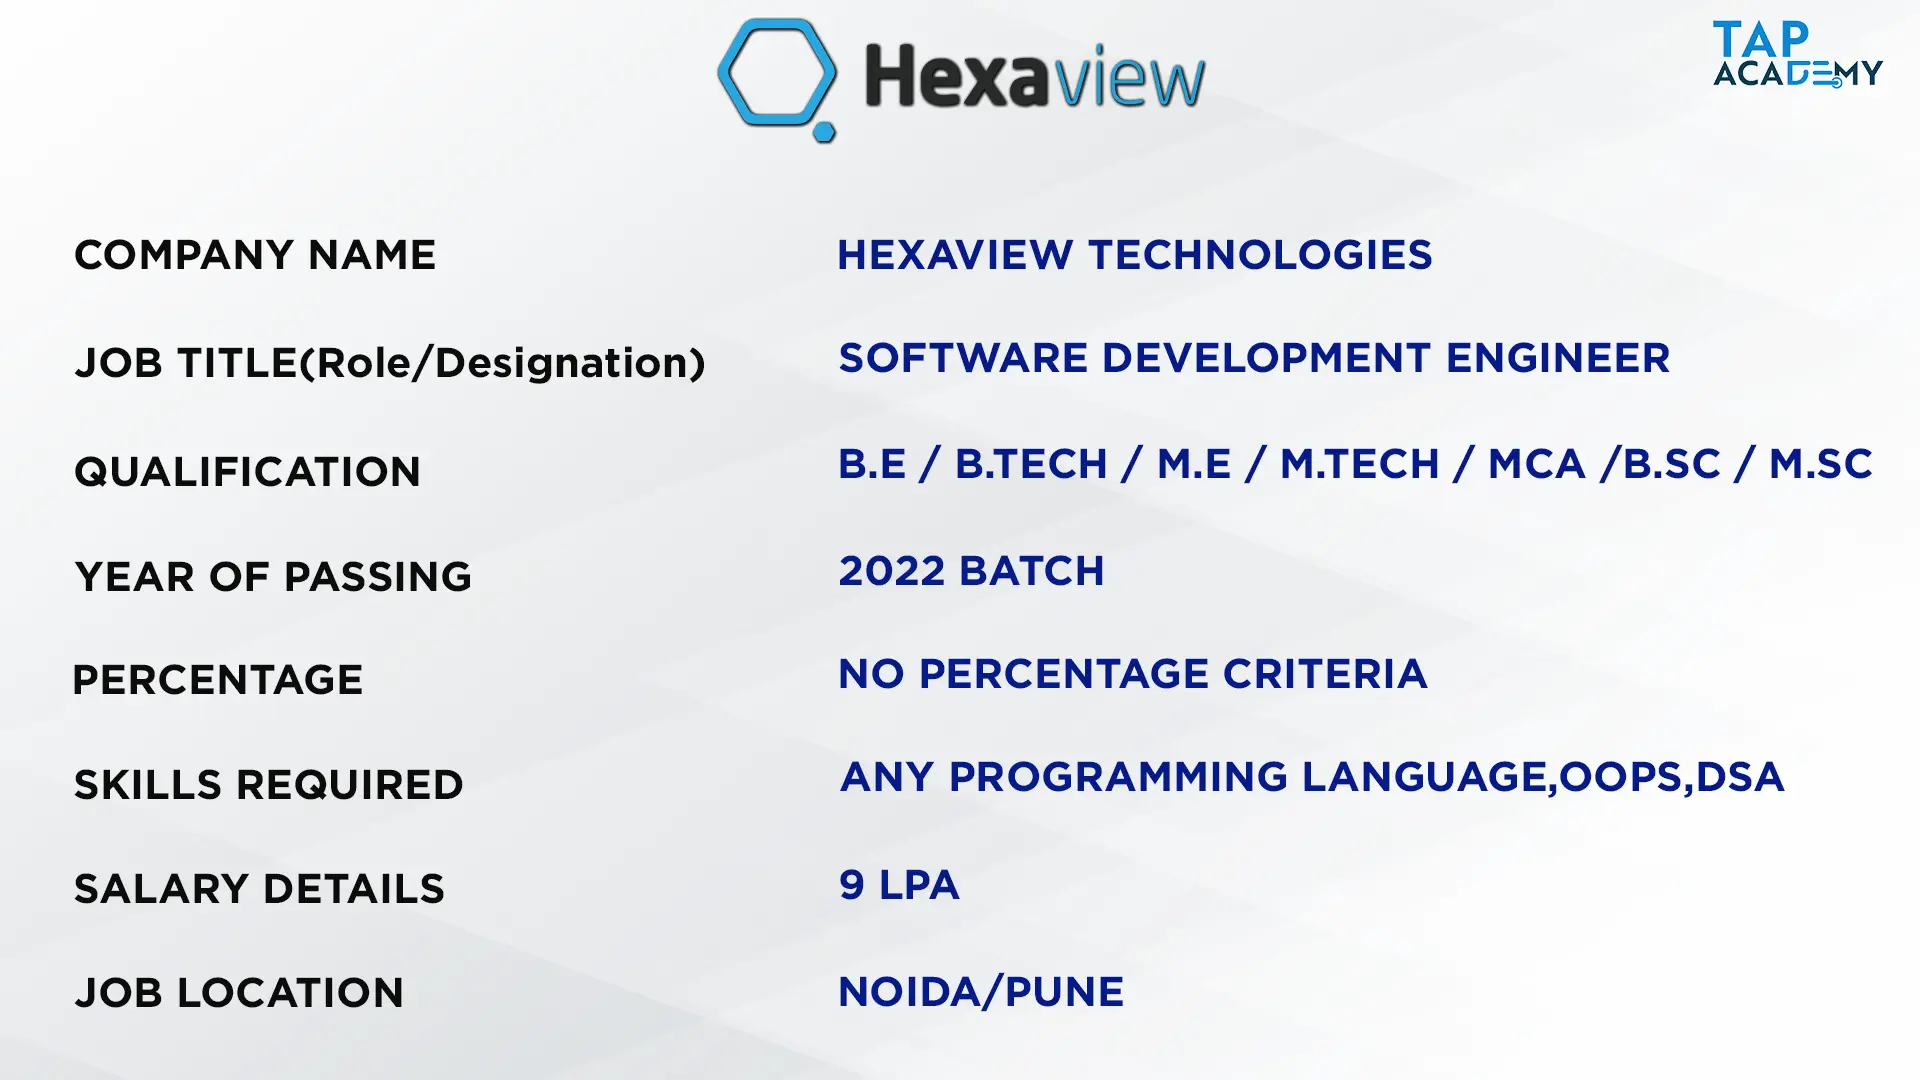 Hexaview
TAP
ACADEMY
COMPANY NAME
HEXAVIEW TECHNOLOGIES
JOB TITLE(Role/Designation)
SOFTWARE DEVELOPMENT ENGINEER
QUALIFICATION
B.E / B.TECH / M.E / M.TECH / MCA /B.SC / M.SC
YEAR OF PASSING
2022 BATCH
PERCENTAGE
NO PERCENTAGE CRITERIA
SKILLS REQUIRED
ANY PROGRAMMING LANGUAGE,OOPS,DSA
SALARY DETAILS
9 LPA
JOB LOCATION
NOIDA/PUNE